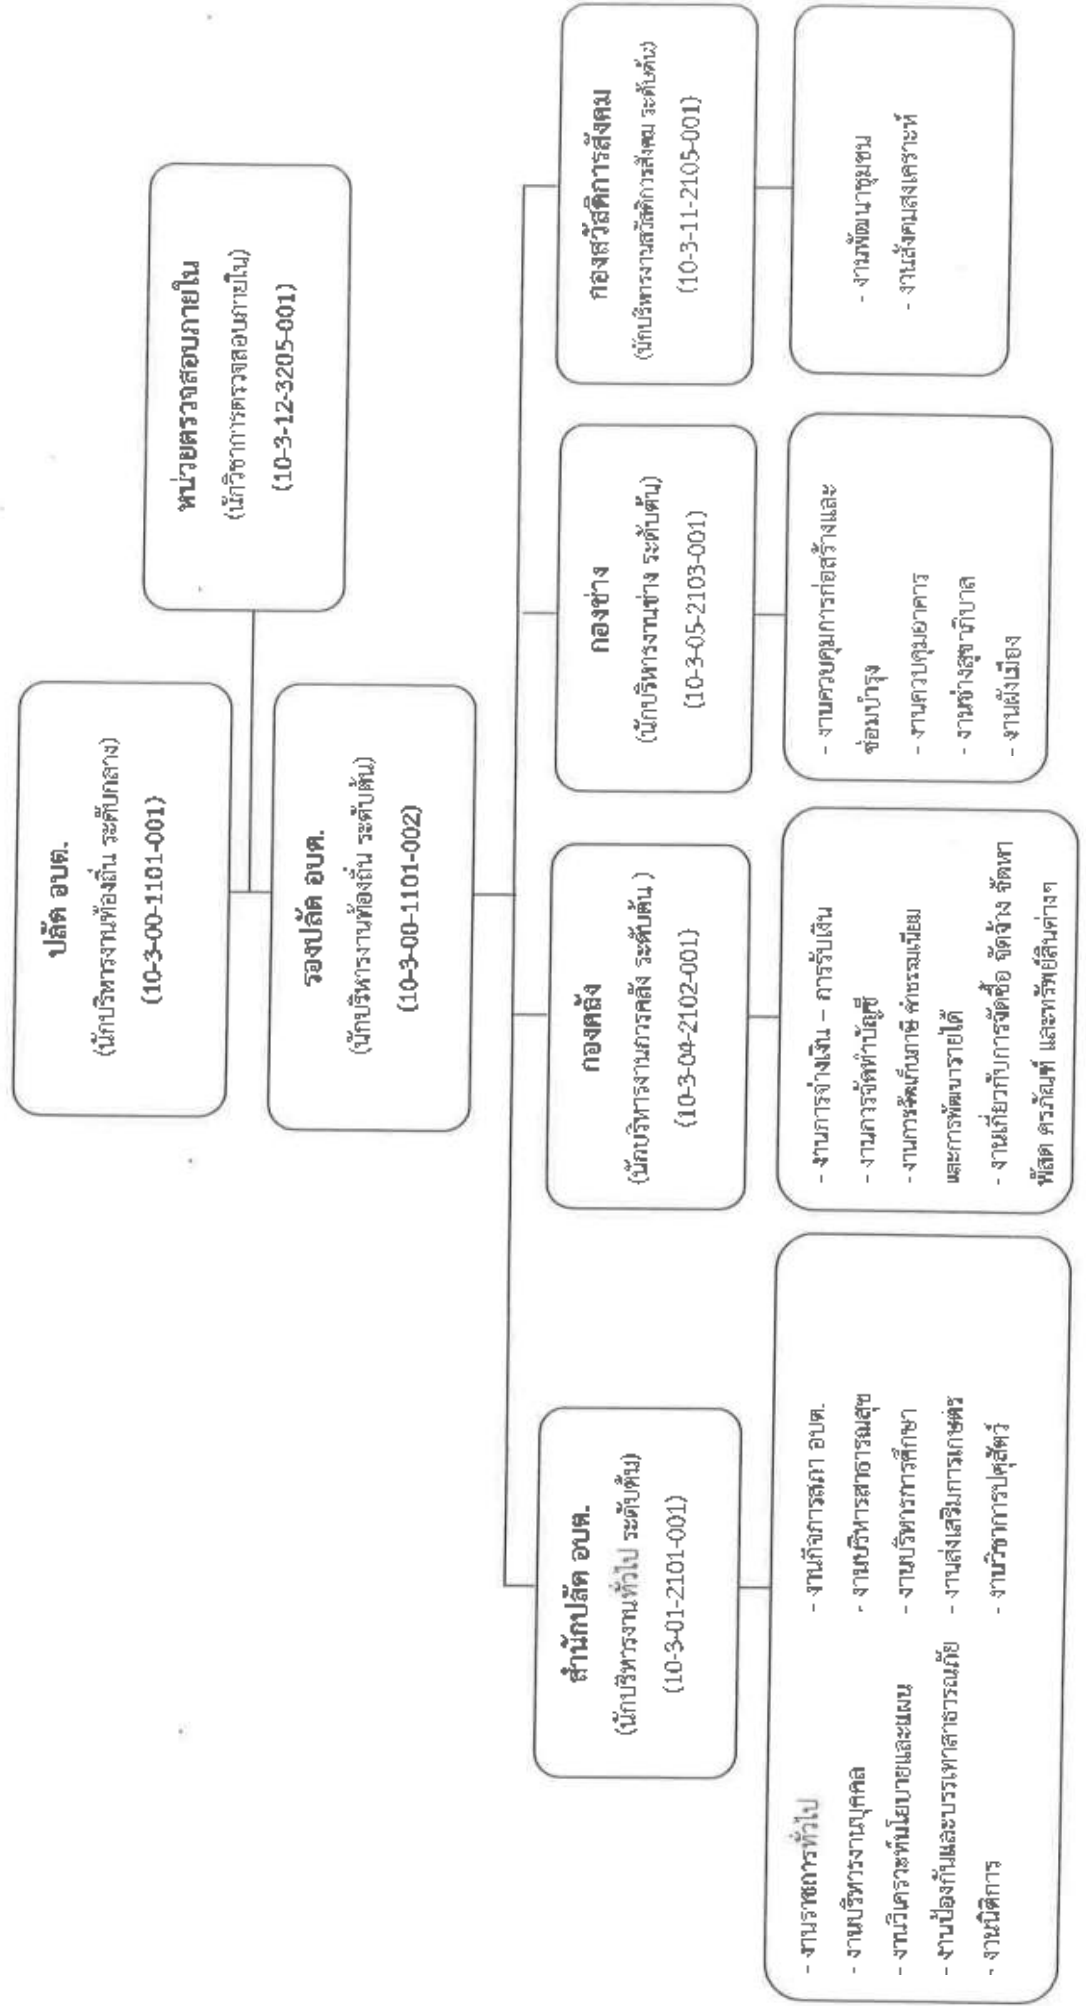 ปลัด อบต.
(นักบริหารงานท้องถิ่น ระดับกลาง)
(10-3-00-1101-001)
หน่วยตรวจสอบภายใน
(นักวิชาการตรวจสอบภายใน)
(10-3-12-3205-001)
รองปลัด อบต.
(นักบริหารงานท้องถิ่น ระดับต้น)
(10-3-00-1101-002)
สำนักปลัด อบต.
(นักบริหารงานทั่วไป ระดับต้น)
(10-3-01-2101-001)
กองคลัง
(นักบริหารงานการคลัง ระดับต้น )
(10-3-04-2102-001)
กองช่าง
(นักบริหารงานช่าง ระดับต้น)
(10-3-05-2103-001)
กองสวัสดิการสังคม
(นักบริหารงานสวัสดิการสังคม ระดับต้น)
(10-3-11-2105-001)
- งานราชการทั่วไป
- งานบริหารงานบุคคล
- งานวิเคราะห์นโยบายและแผน
- งานป้องกันและบรรเทาสาธารณภัย
- งานนิติการ
- งานกิจการสภา อบต.
- งานบริหารสาธารณสุข
- งานบริหารการศึกษา
- งานส่งเสริมการเกษตร
- งานวิชาการปศุสัตว์
- งานการจ่างเงิน – การรับเงิน
- งานการจัดทำบัญชี
- งานการจัดเก็บภาษี ค่าธรรมเนียม
และการพัฒนารายได้
- งานเกี่ยวกับการจัดซื้อ จัดจ้าง จัดหา
พัสดุ ครุภัณฑ์ และทรัพย์สินต่างๆ
- งานควบคุมการก่อสร้างและ
ซ่อมบำรุง
- งานควบคุมอาคาร
- งานช่างสุขาภิบาล
- งานผังเมือง
- งานพัฒนาชุมชน
- งานสังคมสงเคราะห์